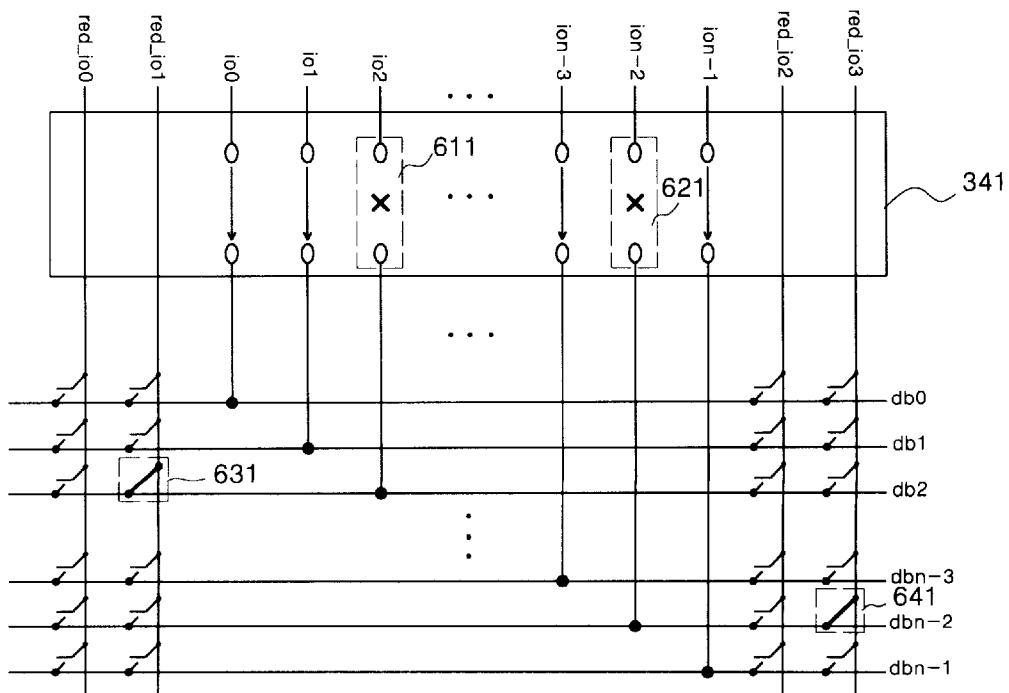 red_io0
red_io1
io0
io1
io2
ion-3
ion-2
ion-1
red_io2
red_io3
611
621
341
db0
db1
631
db2
dbn-3
641
dbn-2
dbn-1